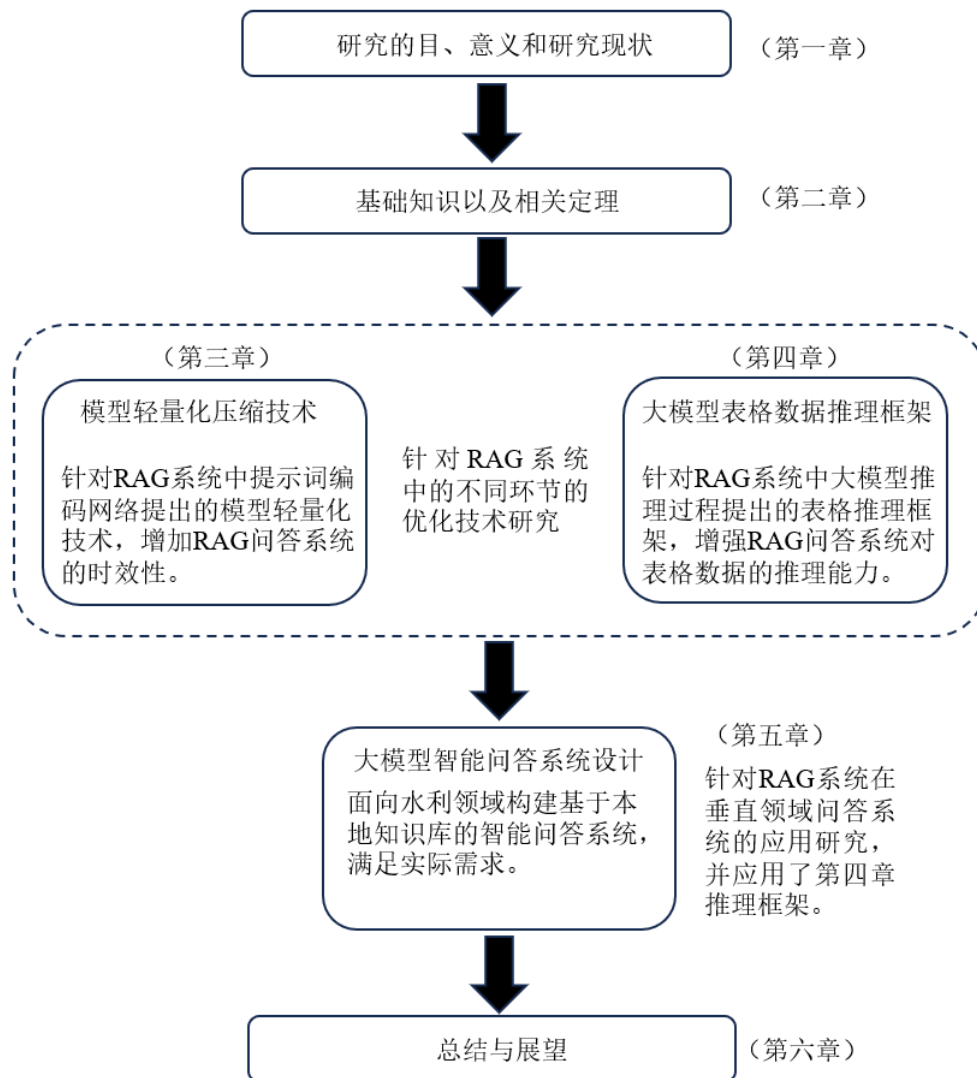 研究的目、意义和研究现状
（第一章）
基础知识以及相关定理
（第二章）
（第三章）
模型轻量化压缩技术
针对RAG系统中提示词编
码网络提出的模型轻量化
技术，增加RAG问答系统
的时效性。
针对RAG系统
中的不同环节的
优化技术研究
（第四章）
大模型表格数据推理框架
针对RAG系统中大模型推
理过程提出的表格推理框
架，增强RAG问答系统对
表格数据的推理能力。
大模型智能问答系统设计
面向水利领域构建基于本
地知识库的智能问答系统，
满足实际需求。
（第五章）
针对RAG系统在
垂直领域问答系
统的应用研究，
并应用了第四章
推理框架。
总结与展望
（第六章）